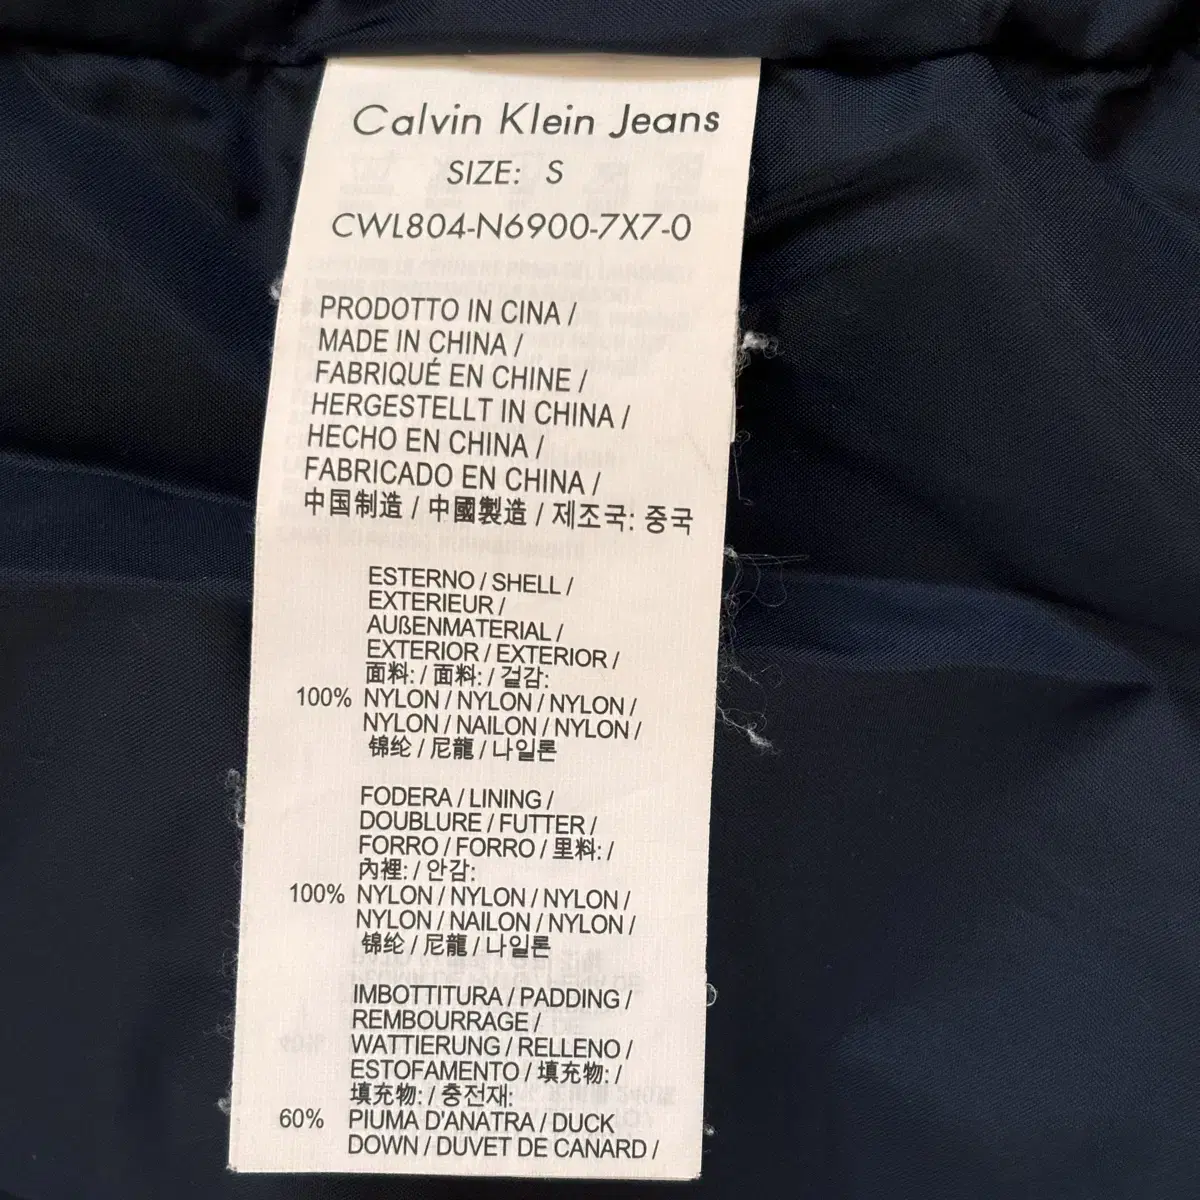 Calvin Klein Jeans
SIZE: S
CWL804-N6900-7X7-0
PRODOTTO IN CINA /
MADE IN CHINA /
FABRIQUÉ EN CHINE /
HERGESTELLT IN CHINA /
HECHO EN CHINA /
FABRICADO EN CHINA /
中国制造 / 中國製造 / 제조국: 중국
ESTERNO / SHELL /
EXTERIEUR /
AUßENMATERIAL /
EXTERIOR / EXTERIOR /
面料: / 面料: / 겉감:
100% NYLON / NYLON / NYLON /
NYLON / NAILON / NYLON /
锦纶 / 尼龍 / 나일론
FODERA / LINING /
DOUBLURE / FUTTER /
FORRO / FORRO / 里料: /
內裡: / 안감:
100% NYLON / NYLON / NYLON /
NYLON / NAILON / NYLON /
锦纶 / 尼龍 / 나일론
IMBOTTITURA / PADDING /
REMBOURRAGE /
WATTIERUNG / RELLENO /
ESTOFAMENTO / 填充物: /
填充物: / 충전재:
60% PIUMA D'ANATRA / DUCK
DOWN / DUVET DE CANARD /